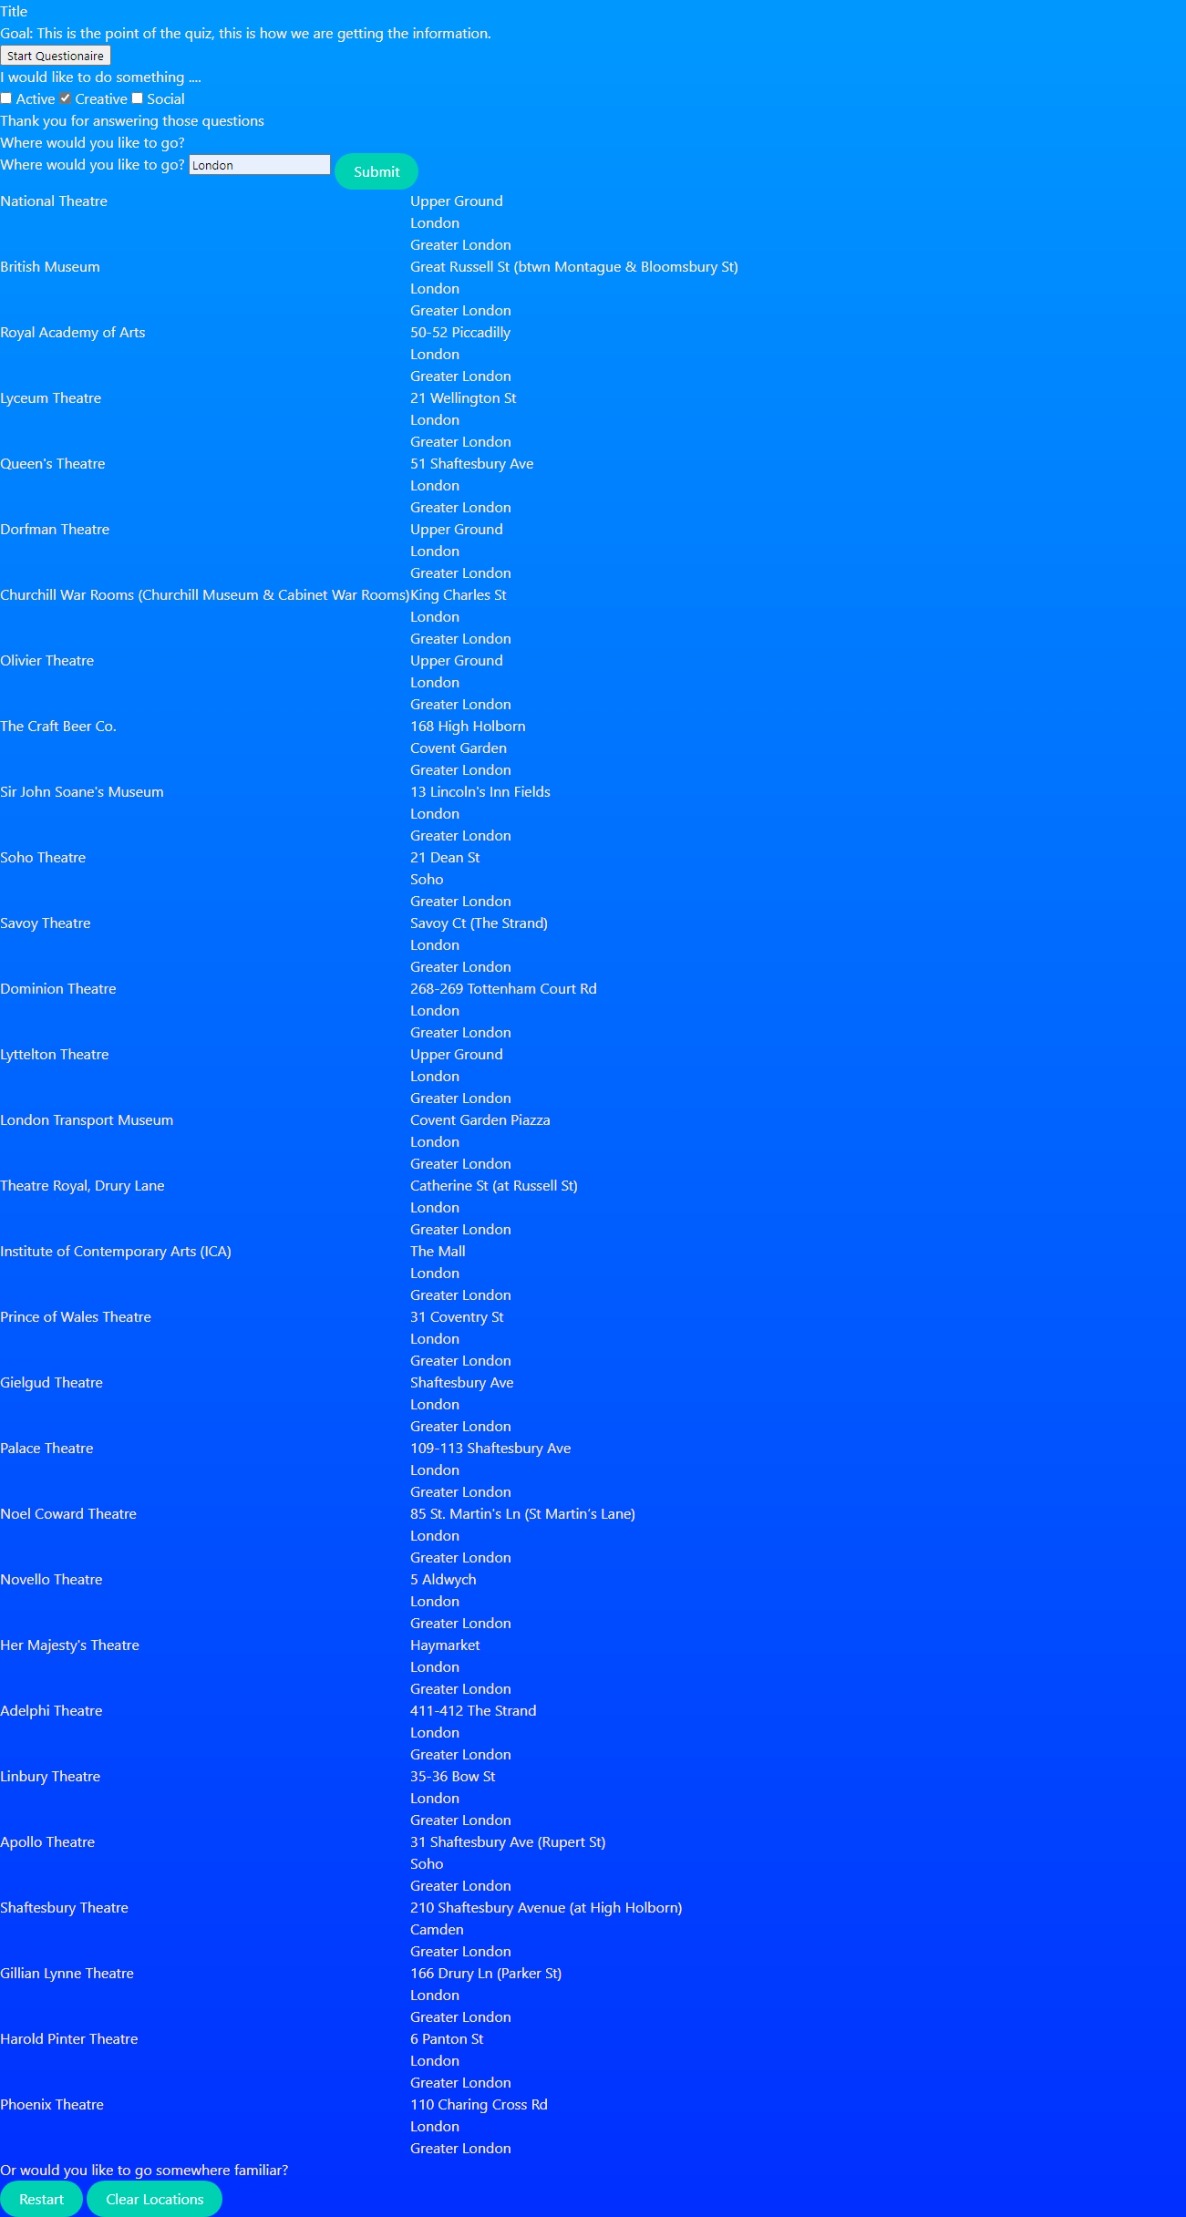 Title
Goal: This is the point of the quiz, this is how we are getting the information.
Start Questionaire
I would like to do something ....
Active Creative Social
Thank you for answering those questions
Where would you like to go?
Where would you like to go? London Submit
National Theatre Upper Ground
London
Greater London
British Museum Great Russell St (btwn Montague & Bloomsbury St)
London
Greater London
Royal Academy of Arts 50-52 Piccadilly
London
Greater London
Lyceum Theatre 21 Wellington St
London
Greater London
Queen's Theatre 51 Shaftesbury Ave
London
Greater London
Dorfman Theatre Upper Ground
London
Greater London
Churchill War Rooms (Churchill Museum & Cabinet War Rooms) King Charles St
London
Greater London
Olivier Theatre Upper Ground
London
Greater London
The Craft Beer Co. 168 High Holborn
Covent Garden
Greater London
Sir John Soane's Museum 13 Lincoln's Inn Fields
London
Greater London
Soho Theatre 21 Dean St
Soho
Greater London
Savoy Theatre Savoy Ct (The Strand)
London
Greater London
Dominion Theatre 268-269 Tottenham Court Rd
London
Greater London
Lyttelton Theatre Upper Ground
London
Greater London
London Transport Museum Covent Garden Piazza
London
Greater London
Theatre Royal, Drury Lane Catherine St (at Russell St)
London
Greater London
Institute of Contemporary Arts (ICA) The Mall
London
Greater London
Prince of Wales Theatre 31 Coventry St
London
Greater London
Gielgud Theatre Shaftesbury Ave
London
Greater London
Palace Theatre 109-113 Shaftesbury Ave
London
Greater London
Noel Coward Theatre 85 St. Martin's Ln (St Martin's Lane)
London
Greater London
Novello Theatre 5 Aldwych
London
Greater London
Her Majesty's Theatre Haymarket
London
Greater London
Adelphi Theatre 411-412 The Strand
London
Greater London
Linbury Theatre 35-36 Bow St
London
Greater London
Apollo Theatre 31 Shaftesbury Ave (Rupert St)
Soho
Greater London
Shaftesbury Theatre 210 Shaftesbury Avenue (at High Holborn)
Camden
Greater London
Gillian Lynne Theatre 166 Drury Ln (Parker St)
London
Greater London
Harold Pinter Theatre 6 Panton St
London
Greater London
Phoenix Theatre 110 Charing Cross Rd
London
Greater London
Or would you like to go somewhere familiar?
Restart Clear Locations